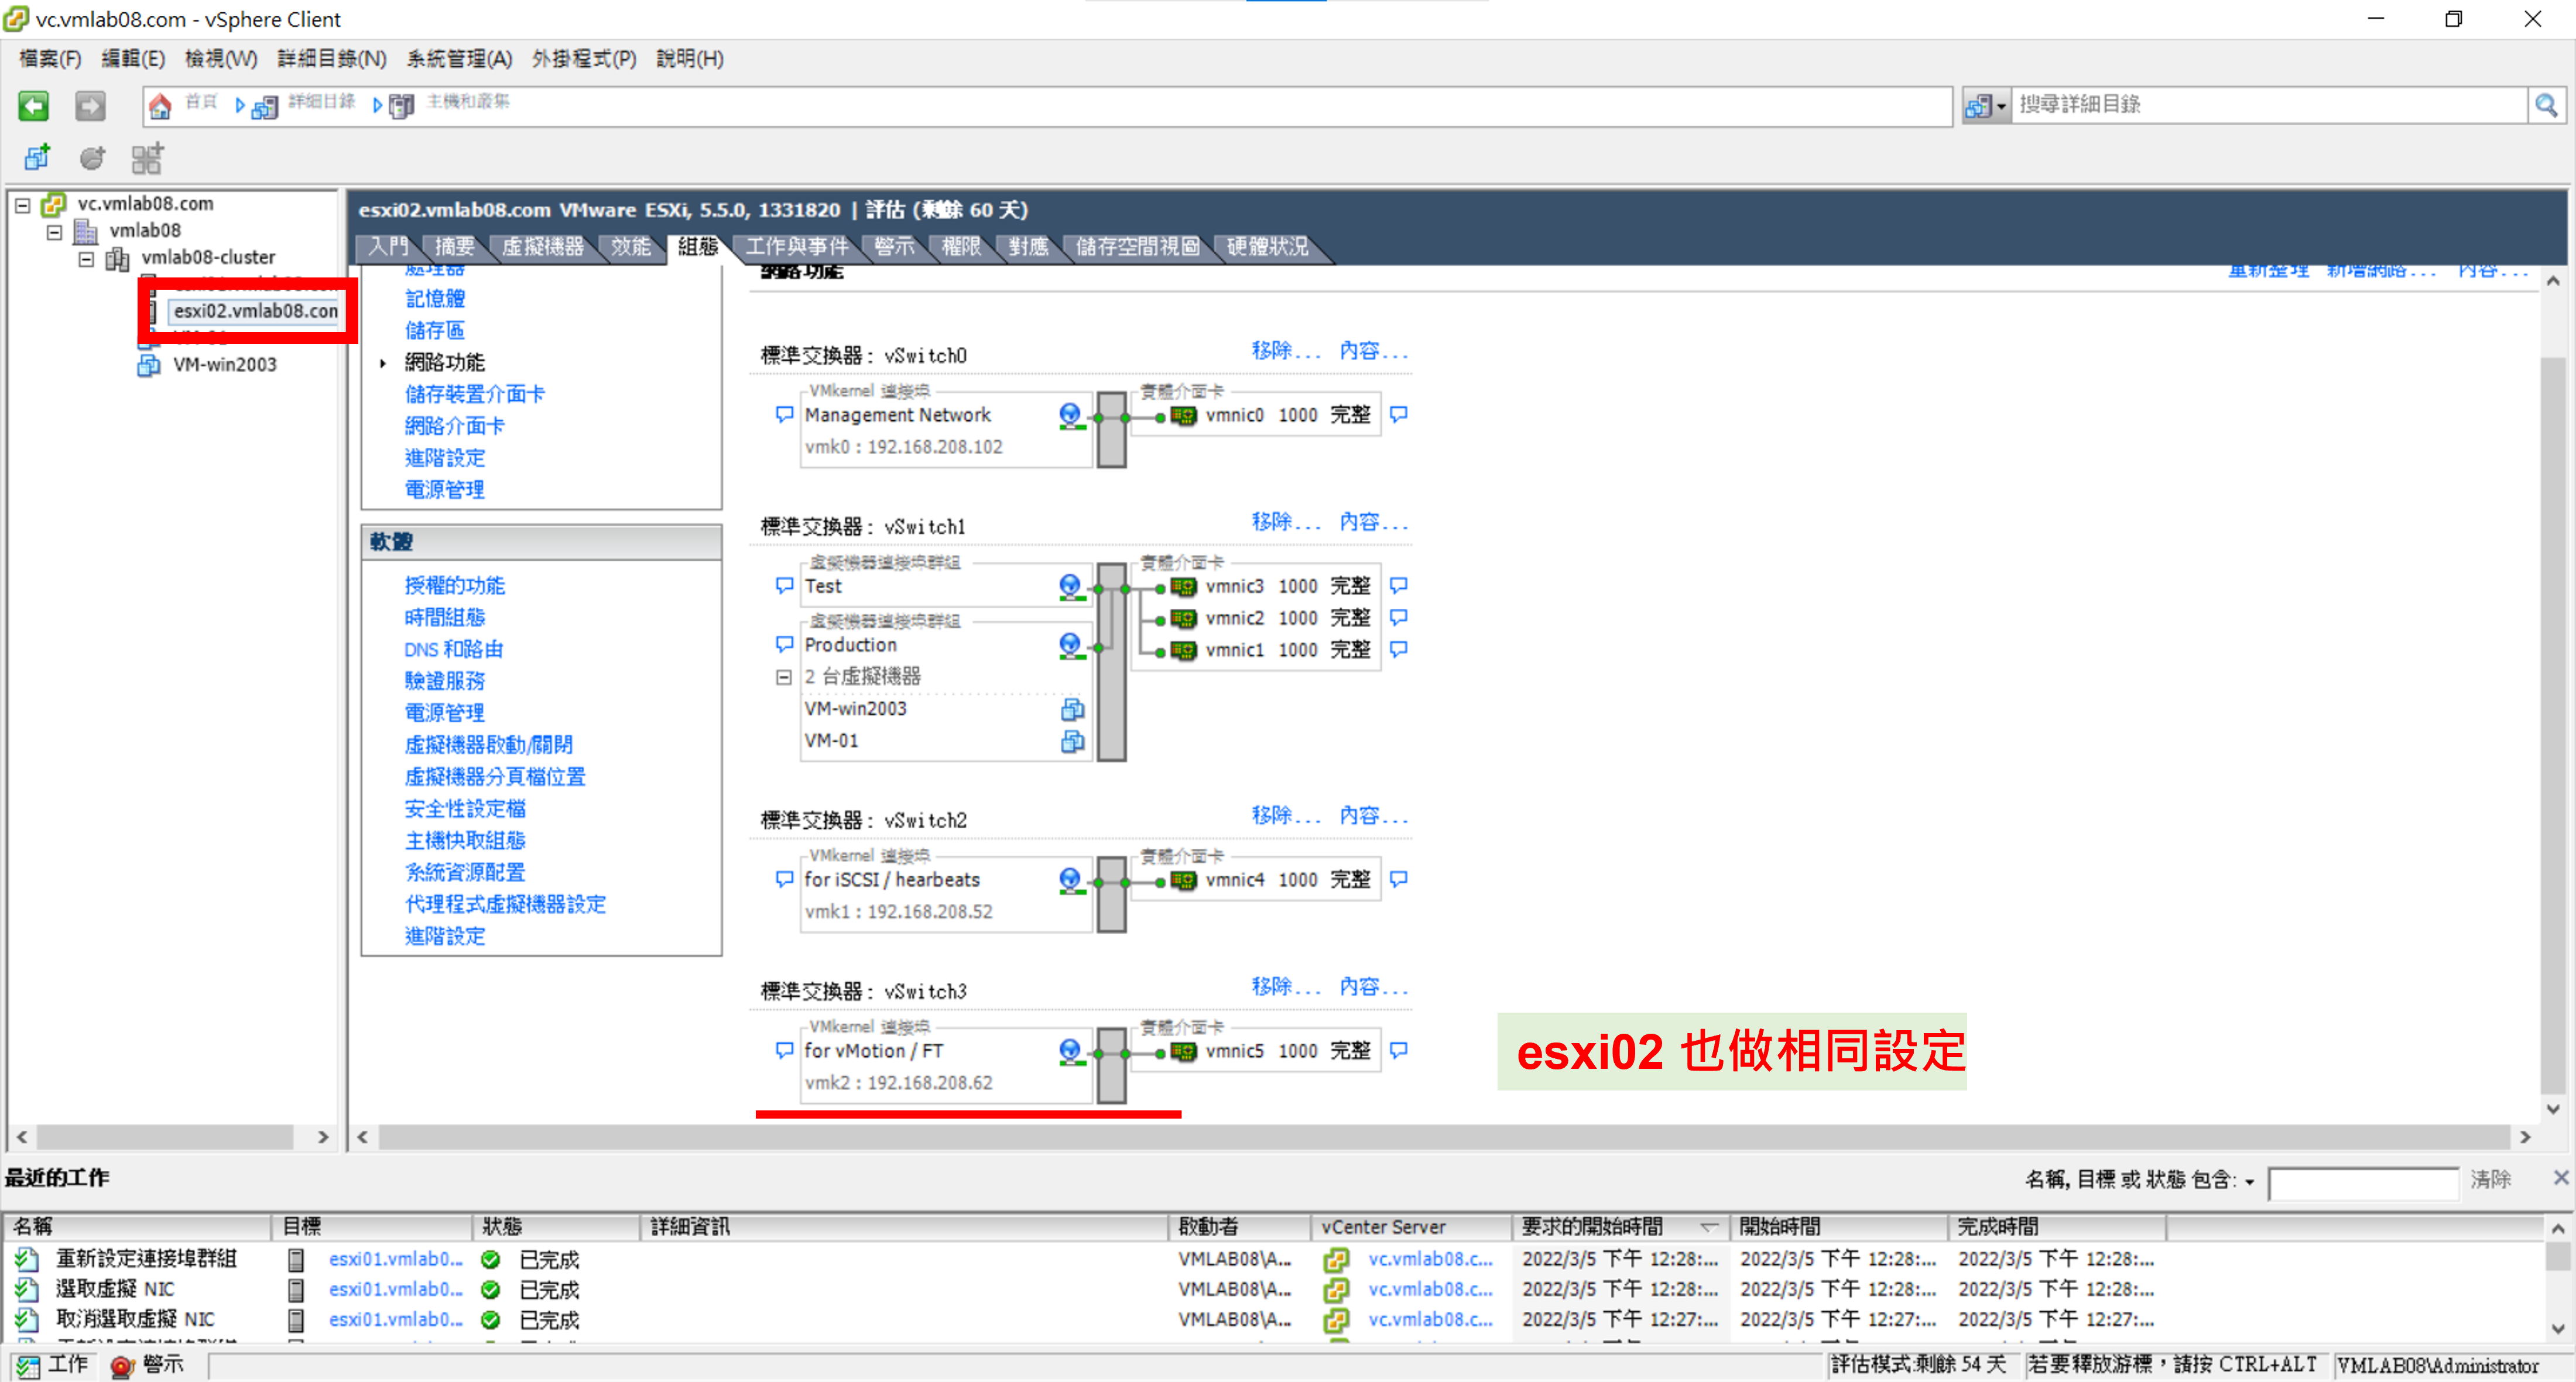 vc.vmlab08.com - vSphere Client
檔案(F) 編輯(E) 檢視(W) 詳細目錄(N) 系統管理(A) 外掛程式(P) 說明(H)
首頁 詳細目錄 主機和叢集 搜尋詳細目錄
vc.vmlab08.com
vmlab08
vmlab08-cluster
esxi02.vmlab08.con
VM-win2003
esxi02.vmlab08.com VMware ESXi, 5.5.0, 1331820 | 評估 (剩餘 60 天)
入門 摘要 虛擬機器 效能 組態 工作與事件 警示 權限 對應 儲存空間視圖 硬體狀況
處理器
記憶體
儲存區
網路功能
儲存裝置介面卡
網路介面卡
進階設定
電源管理
軟體
授權的功能
時間組態
DNS 和路由
驗證服務
電源管理
虛擬機器啟動/關閉
虛擬機器分頁檔位置
安全性設定檔
主機快取組態
系統資源配置
代理程式虛擬機器設定
進階設定
網路功能 重新整理 新增網路... 內容...
標準交換器: vSwitch0 移除... 內容...
VMkernel 連接埠 實體介面卡
Management Network vmnic0 1000 完整
vmk0 : 192.168.208.102
標準交換器: vSwitch1 移除... 內容...
虛擬機器連接埠群組 實體介面卡
Test vmnic3 1000 完整
虛擬機器連接埠群組 vmnic2 1000 完整
Production vmnic1 1000 完整
2 台虛擬機器
VM-win2003
VM-01
標準交換器: vSwitch2 移除... 內容...
VMkernel 連接埠 實體介面卡
for iSCSI / hearbeats vmnic4 1000 完整
vmk1 : 192.168.208.52
標準交換器: vSwitch3 移除... 內容...
VMkernel 連接埠 實體介面卡
for vMotion / FT vmnic5 1000 完整
vmk2 : 192.168.208.62
esxi02 也做相同設定
最近的工作 名稱, 目標 或 狀態 包含: 清除
名稱 目標 狀態 詳細資訊 啟動者 vCenter Server 要求的開始時間 開始時間 完成時間
重新設定連接埠群組 esxi01.vmlab0... 已完成 VMLAB08\A... vc.vmlab08.c... 2022/3/5 下午 12:28:... 2022/3/5 下午 12:28:... 2022/3/5 下午 12:28:...
選取虛擬 NIC esxi01.vmlab0... 已完成 VMLAB08\A... vc.vmlab08.c... 2022/3/5 下午 12:28:... 2022/3/5 下午 12:28:... 2022/3/5 下午 12:28:...
取消選取虛擬 NIC esxi01.vmlab0... 已完成 VMLAB08\A... vc.vmlab08.c... 2022/3/5 下午 12:27:... 2022/3/5 下午 12:27:... 2022/3/5 下午 12:27:...
工作 警示 評估模式:剩餘 54 天 若要釋放游標，請按 CTRL+ALT VMLAB08\Administrator